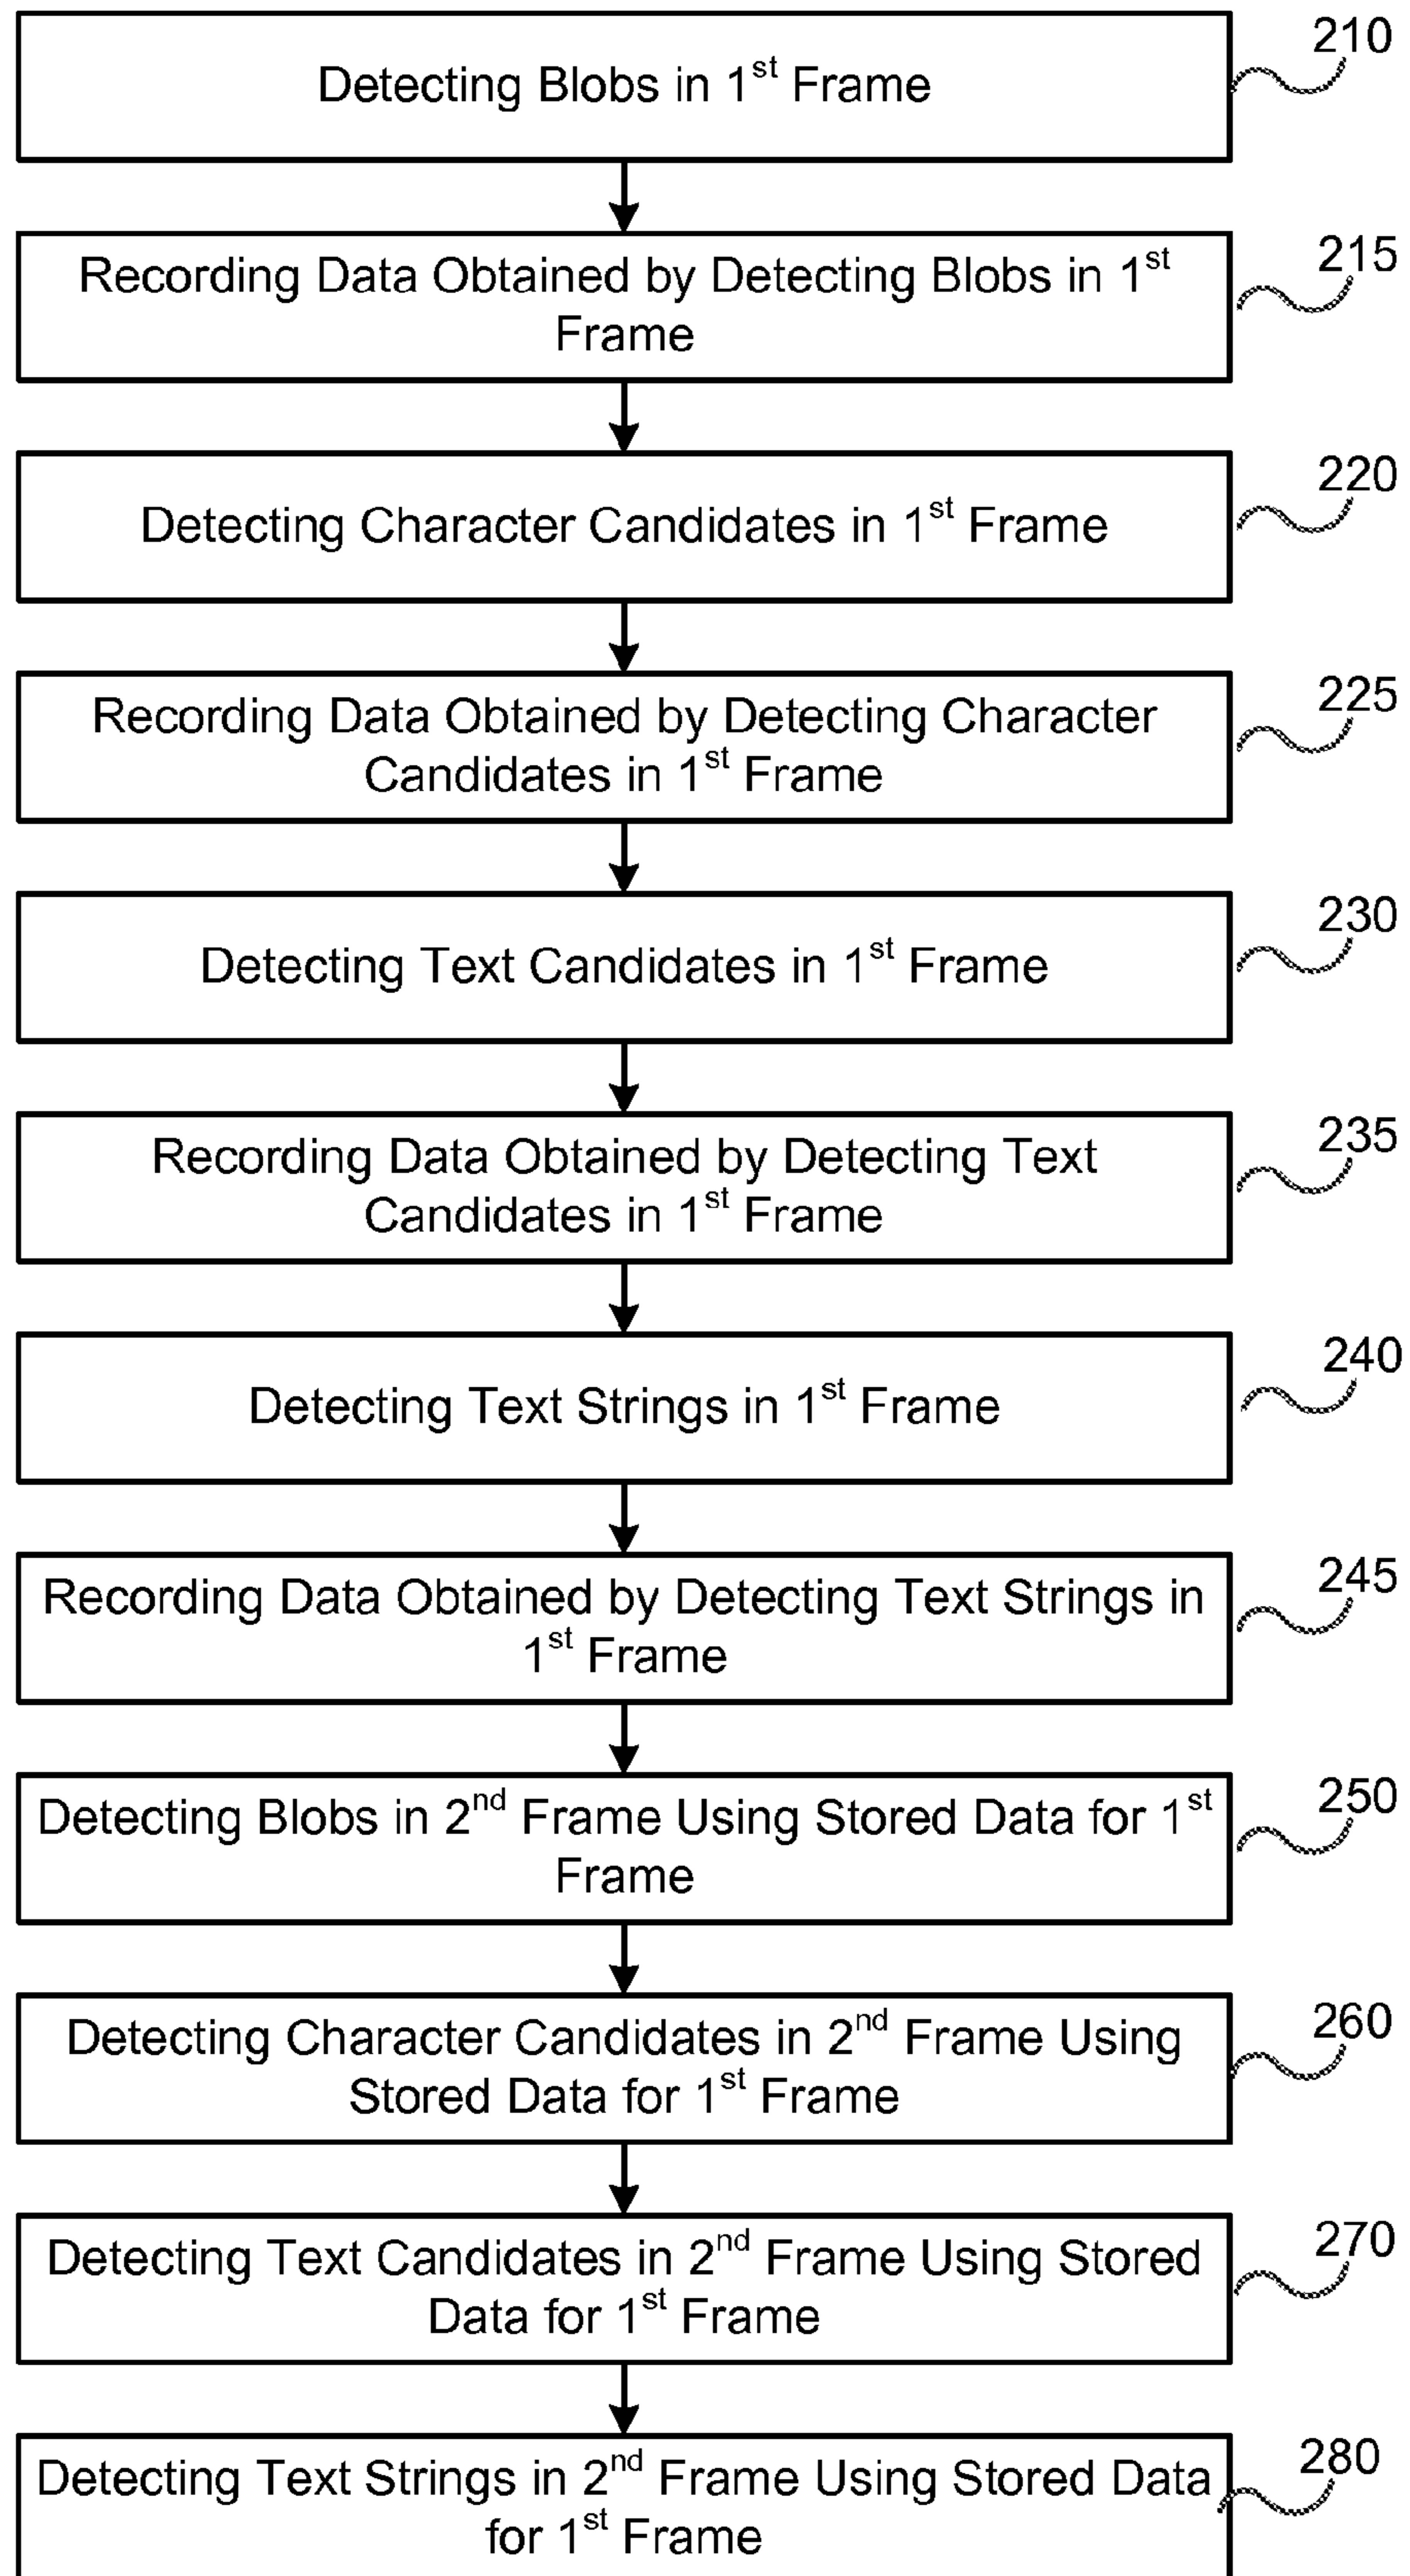 210
Detecting Blobs in 1st Frame
215
Recording Data Obtained by Detecting Blobs in 1st
Frame
220
Detecting Character Candidates in 1st Frame
225
Recording Data Obtained by Detecting Character
Candidates in 1st Frame
230
Detecting Text Candidates in 1st Frame
235
Recording Data Obtained by Detecting Text
Candidates in 1st Frame
240
Detecting Text Strings in 1st Frame
245
Recording Data Obtained by Detecting Text Strings in
1st Frame
250
Detecting Blobs in 2nd Frame Using Stored Data for 1st
Frame
260
Detecting Character Candidates in 2nd Frame Using
Stored Data for 1st Frame
270
Detecting Text Candidates in 2nd Frame Using Stored
Data for 1st Frame
280
Detecting Text Strings in 2nd Frame Using Stored Data
for 1st Frame